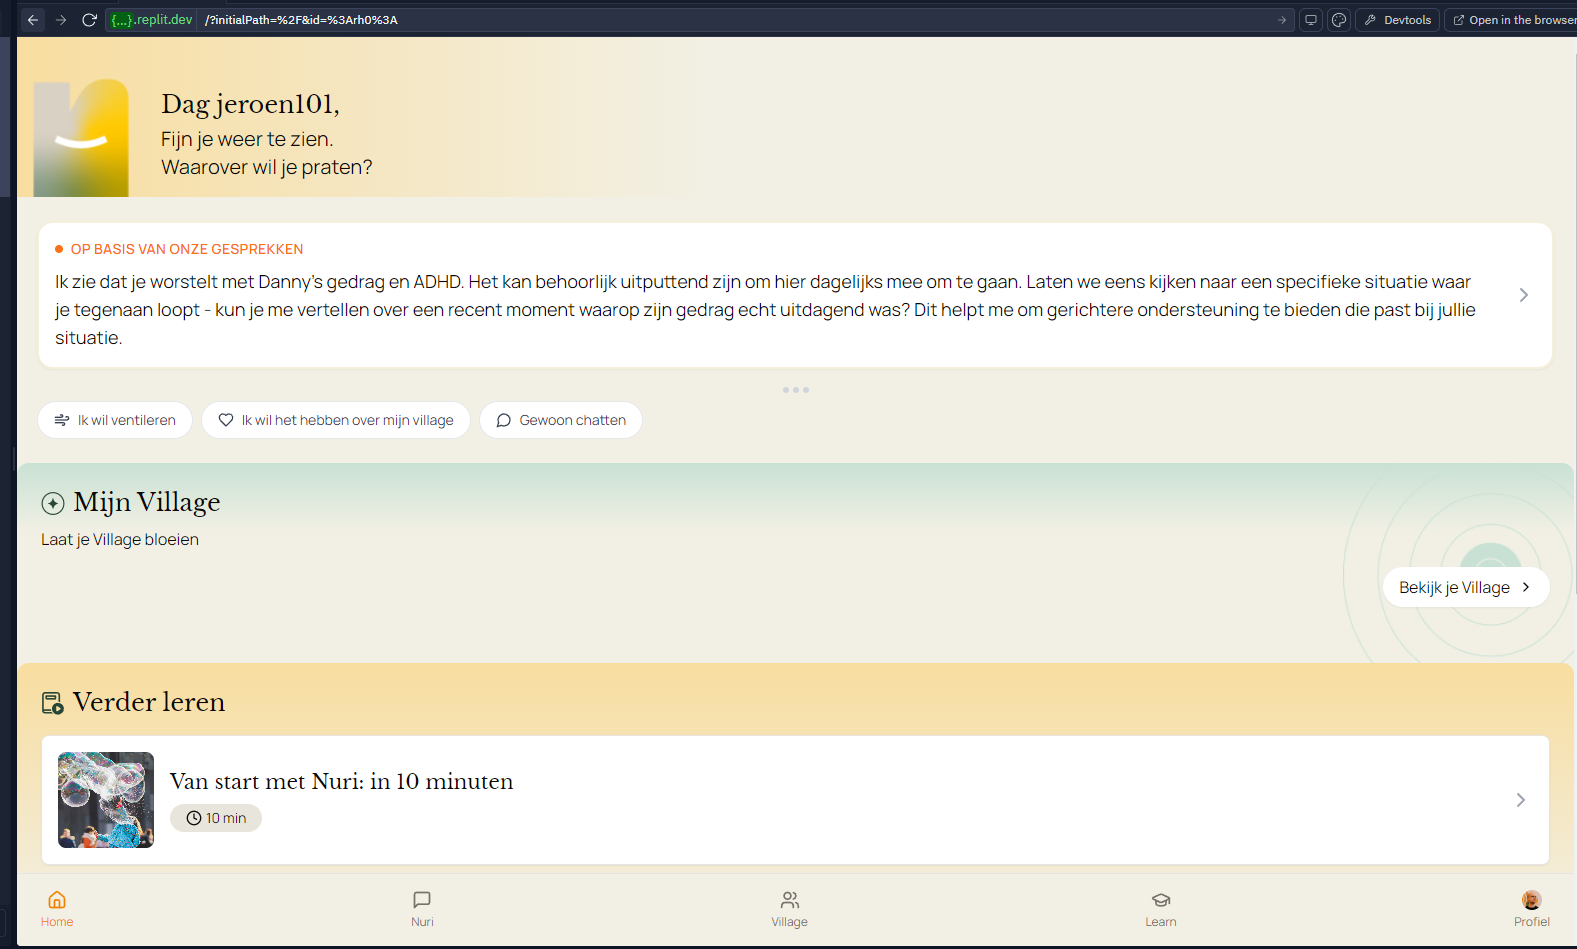 {...}.replit.dev /?initialPath=%2F&id=%3Arh0%3A
Devtools
Open in the browser
Dag jeroen101,
Fijn je weer te zien.
Waarover wil je praten?
OP BASIS VAN ONZE GESPREKKEN
Ik zie dat je worstelt met Danny's gedrag en ADHD. Het kan behoorlijk uitputtend zijn om hier dagelijks mee om te gaan. Laten we eens kijken naar een specifieke situatie waar
je tegenaan loopt - kun je me vertellen over een recent moment waarop zijn gedrag echt uitdagend was? Dit helpt me om gerichtere ondersteuning te bieden die past bij jullie
situatie.
Ik wil ventileren
Ik wil het hebben over mijn village
Gewoon chatten
Mijn Village
Laat je Village bloeien
Bekijk je Village
Verder leren
Van start met Nuri: in 10 minuten
10 min
Home
Nuri
Village
Learn
Profiel